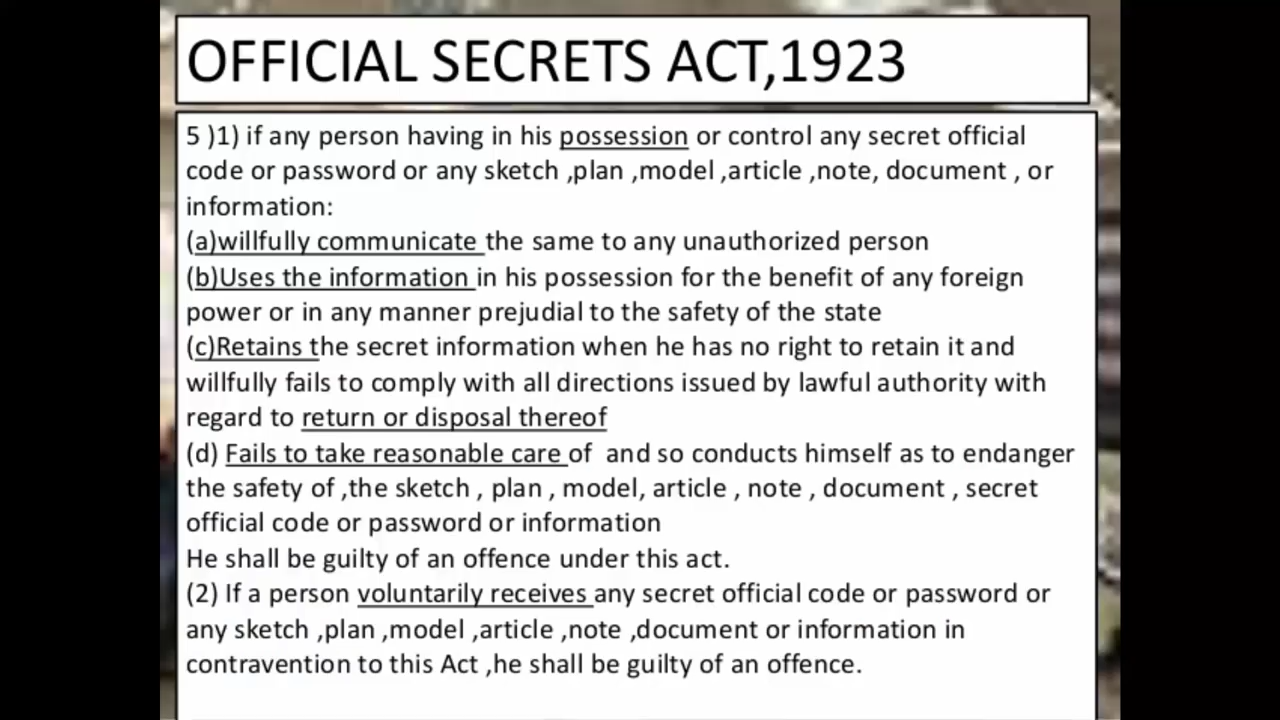 OFFICIAL SECRETS ACT,1923
5 )1) if any person having in his possession or control any secret official
code or password or any sketch ,plan ,model ,article ,note, document , or
information:
(a)willfully communicate the same to any unauthorized person
(b)Uses the information in his possession for the benefit of any foreign
power or in any manner prejudial to the safety of the state
(c)Retains the secret information when he has no right to retain it and
willfully fails to comply with all directions issued by lawful authority with
regard to return or disposal thereof
(d) Fails to take reasonable care of  and so conducts himself as to endanger
the safety of ,the sketch , plan , model, article , note , document , secret
official code or password or information
He shall be guilty of an offence under this act.
(2) If a person voluntarily receives any secret official code or password or
any sketch ,plan ,model ,article ,note ,document or information in
contravention to this Act ,he shall be guilty of an offence.